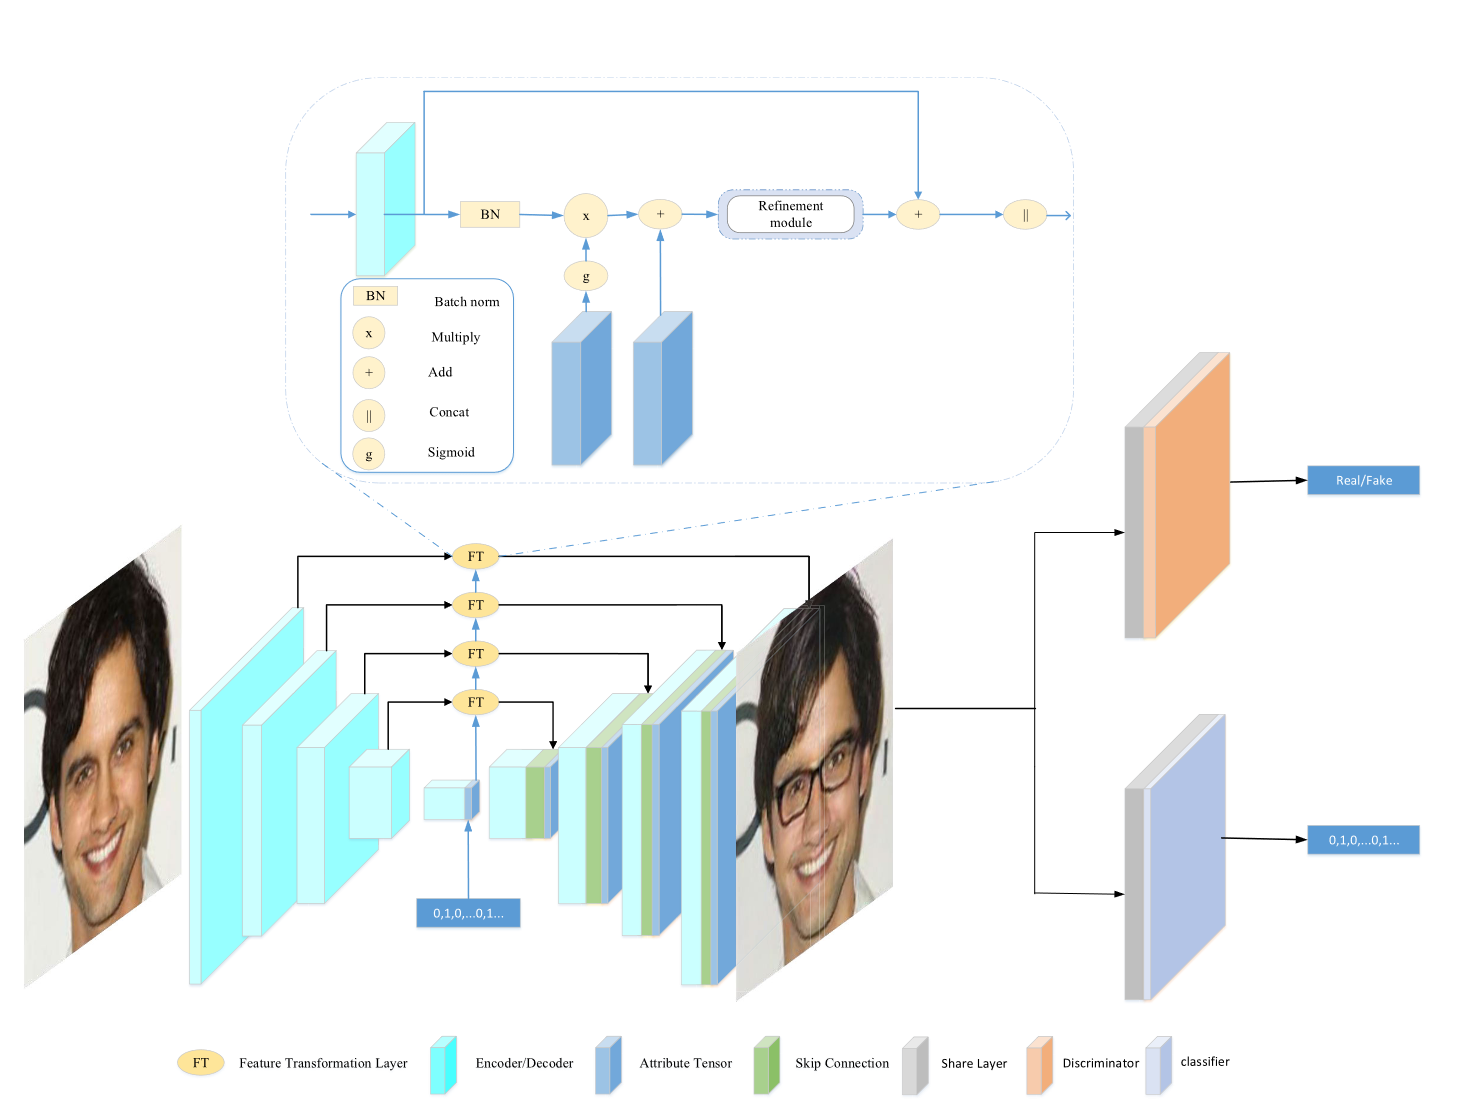 BN
x
+
Refinement
module
+
||
g
BN
Batch norm
x
Multiply
+
Add
||
Concat
g
Sigmoid
Real/Fake
FT
FT
FT
FT
0,1,0,...0,1...
0,1,0,...0,1...
FT
Feature Transformation Layer
Encoder/Decoder
Attribute Tensor
Skip Connection
Share Layer
Discriminator
classifier